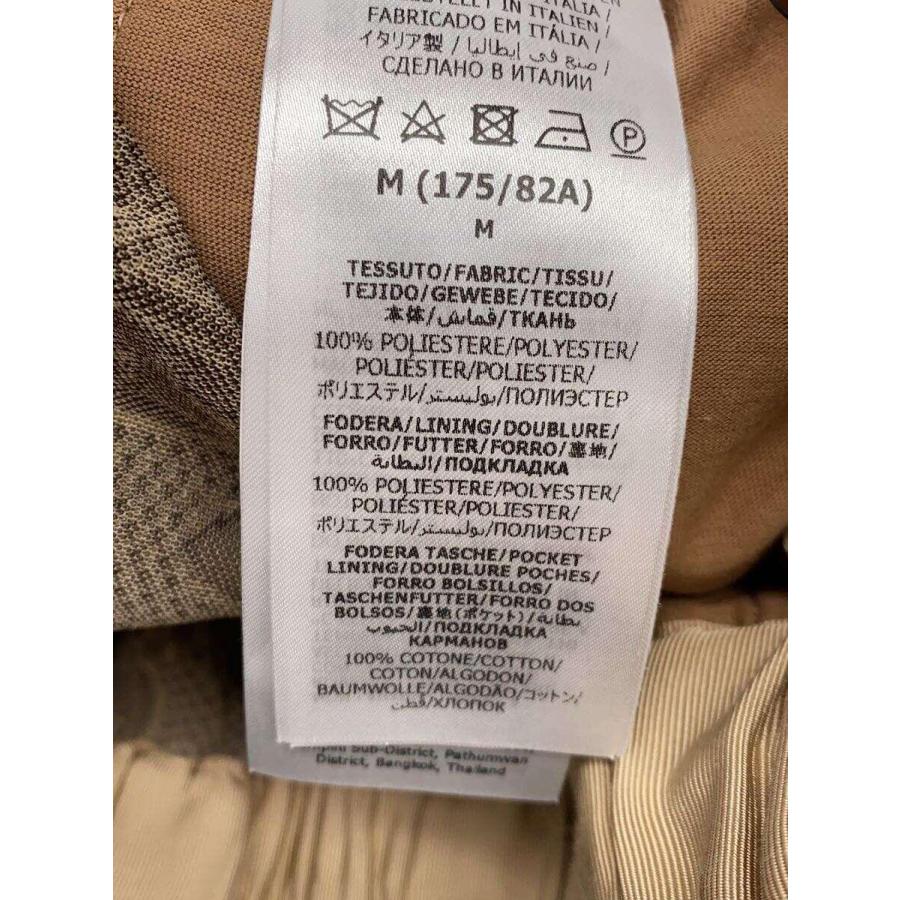 IN ITALIEN /
FABRICADO EM ITÁLIA /
イタリア製 / صنع في إيطاليا /
СДЕЛАНО В ИТАЛИИ
P
M (175/82A)
M
TESSUTO/FABRIC/TISSU/
TEJIDO/GEWEBE/TECIDO/
本体/قماش/ТКАНЬ
100% POLIESTERE/POLYESTER/
POLIÉSTER/POLIESTER/
ポリエステル/بوليستر/ПОЛИЭСТЕР
FODERA/LINING/DOUBLURE/
FORRO/FUTTER/FORRO/裏地/
البطانة/ПОДКЛАДКА
100% POLIESTERE/POLYESTER/
POLIÉSTER/POLIESTER/
ポリエステル/بوليستر/ПОЛИЭСТЕР
FODERA TASCHE/POCKET
LINING/DOUBLURE POCHES/
FORRO BOLSILLOS/
TASCHENFUTTER/FORRO DOS
BOLSOS/裏地(ポケット)/بطانة
الجيوب/ПОДКЛАДКА
КАРМАНОВ
100% COTONE/COTTON/
COTON/ALGODON/
BAUMWOLLE/ALGODÃO/コットン/
قطن/ХЛОПОК
Sub-District, Pathumwan
District, Bangkok, Thailand